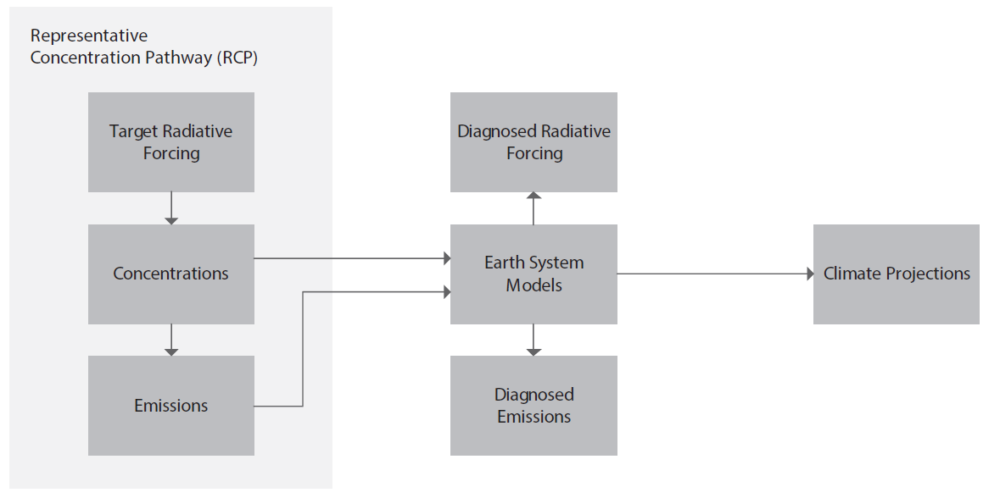 Representative
Concentration Pathway (RCP)
Target Radiative
Forcing
Concentrations
Emissions
Diagnosed Radiative
Forcing
Earth System
Models
Diagnosed
Emissions
Climate Projections